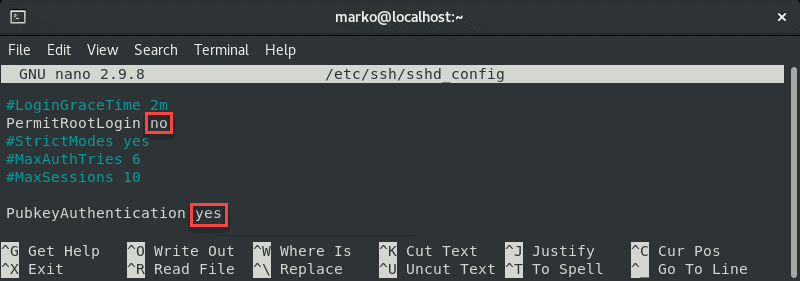 marko@localhost:~
File Edit View Search Terminal Help
GNU nano 2.9.8 /etc/ssh/sshd_config
#LoginGraceTime 2m
PermitRootLogin no
#StrictModes yes
#MaxAuthTries 6
#MaxSessions 10
PubkeyAuthentication yes
^G Get Help ^O Write Out ^W Where Is ^K Cut Text ^J Justify ^C Cur Pos
^X Exit ^R Read File ^\ Replace ^U Uncut Text ^T To Spell ^_ Go To Line